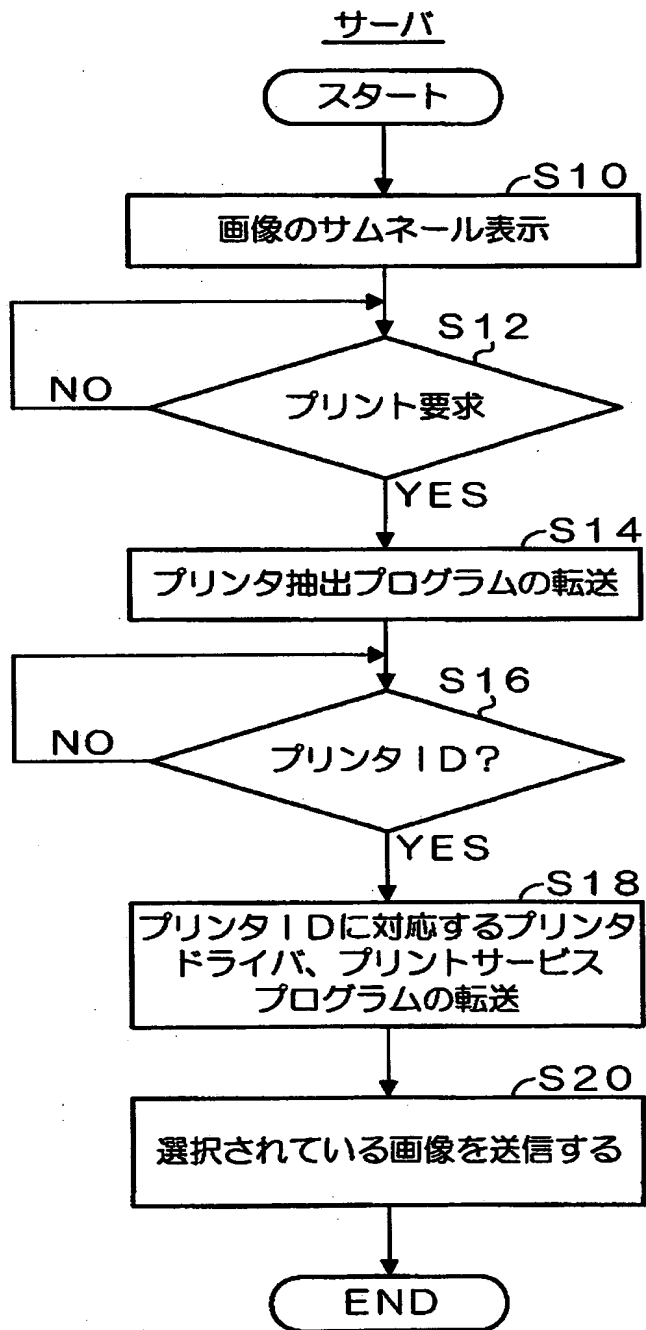 サーバ
スタート
S10
画像のサムネール表示
S12
プリント要求
NO
YES
S14
プリンタ抽出プログラムの転送
S16
プリンタID?
NO
YES
S18
プリンタIDに対応するプリンタ
ドライバ、プリントサービス
プログラムの転送
S20
選択されている画像を送信する
END